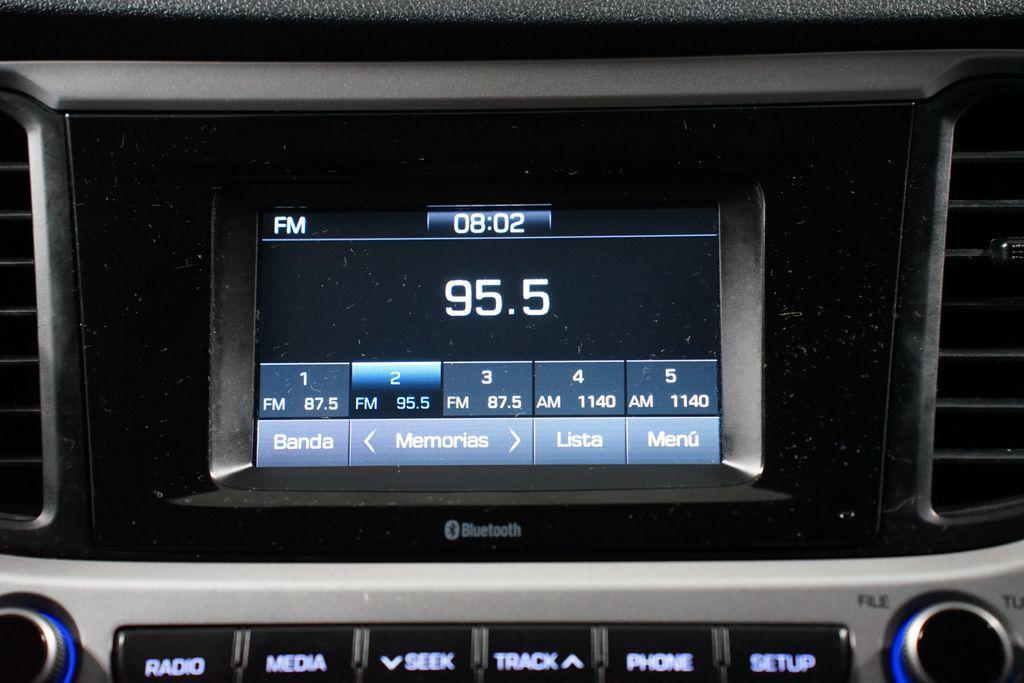 FM 08:02
95.5
1 2 3 4 5
FM 87.5 FM 95.5 FM 87.5 AM 1140 AM 1140
Banda < Memorias > Lista Menú
Bluetooth
FILE TU
RADIO MEDIA SEEK TRACK PHONE SETUP